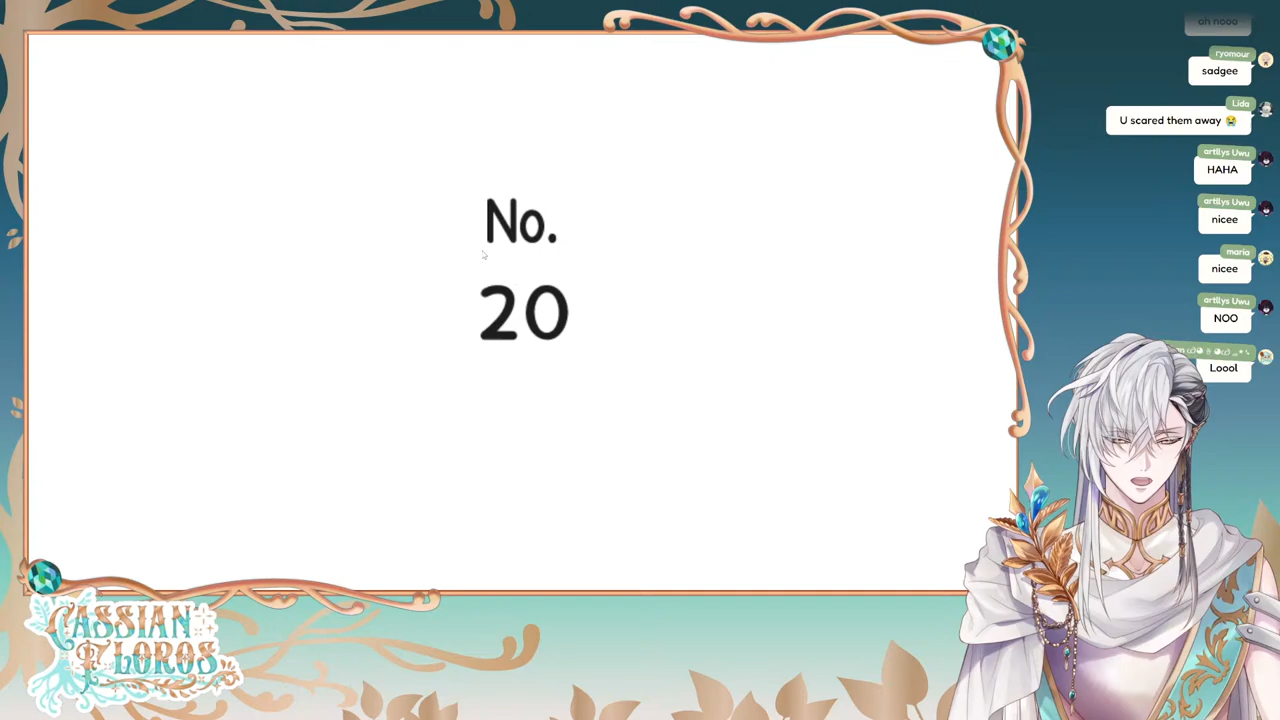 No.
20
ah nooo
ryomour
sadgee
Lida
U scared them away 😭
artllys Uwu
HAHA
artllys Uwu
nicee
maria
nicee
artllys Uwu
NOO
Loool
CASSIAN
FLOROS